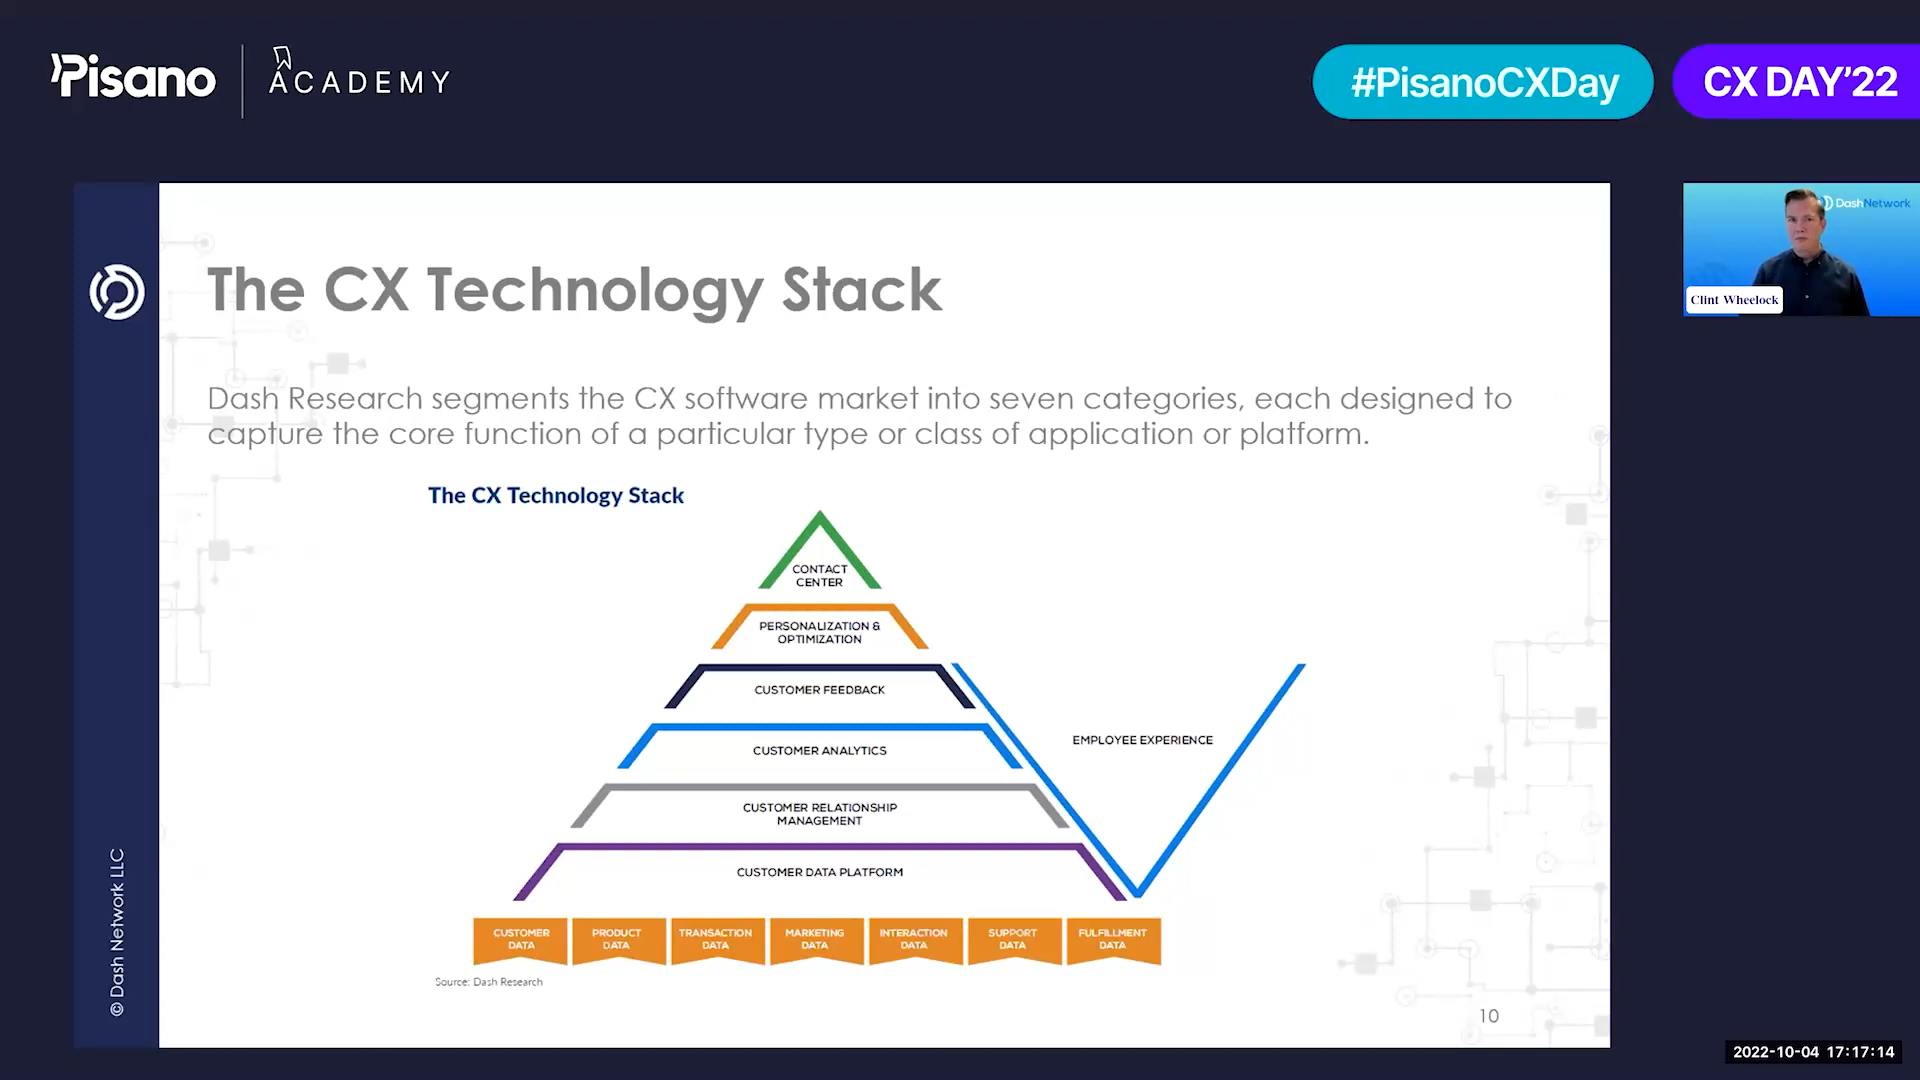 Pisano
ACADEMY
#PisanoCXDay
CX DAY'22
DashNetwork
Clint Wheelock
The CX Technology Stack
Dash Research segments the CX software market into seven categories, each designed to
capture the core function of a particular type or class of application or platform.
The CX Technology Stack
CONTACT
CENTER
PERSONALIZATION &
OPTIMIZATION
CUSTOMER FEEDBACK
CUSTOMER ANALYTICS
EMPLOYEE EXPERIENCE
CUSTOMER RELATIONSHIP
MANAGEMENT
CUSTOMER DATA PLATFORM
CUSTOMER
DATA
PRODUCT
DATA
TRANSACTION
DATA
MARKETING
DATA
INTERACTION
DATA
SUPPORT
DATA
FULFILLMENT
DATA
Source: Dash Research
© Dash Network LLC
10
2022-10-04 17:17:14